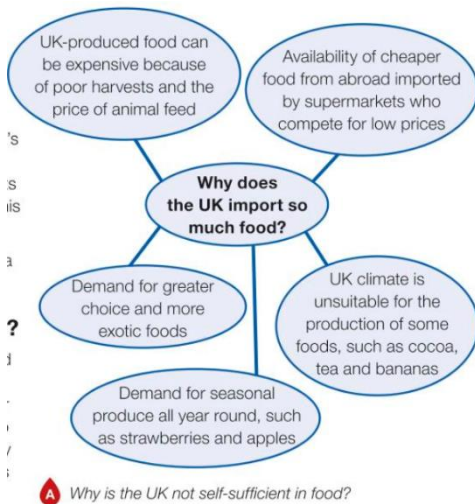 UK-produced food can
be expensive because
of poor harvests and the
price of animal feed
Availability of cheaper
food from abroad imported
by supermarkets who
compete for low prices
Why does
the UK import so
much food?
Demand for greater
choice and more
exotic foods
UK climate is
unsuitable for the
production of some
foods, such as cocoa,
tea and bananas
Demand for seasonal
produce all year round, such
as strawberries and apples
A Why is the UK not self-sufficient in food?